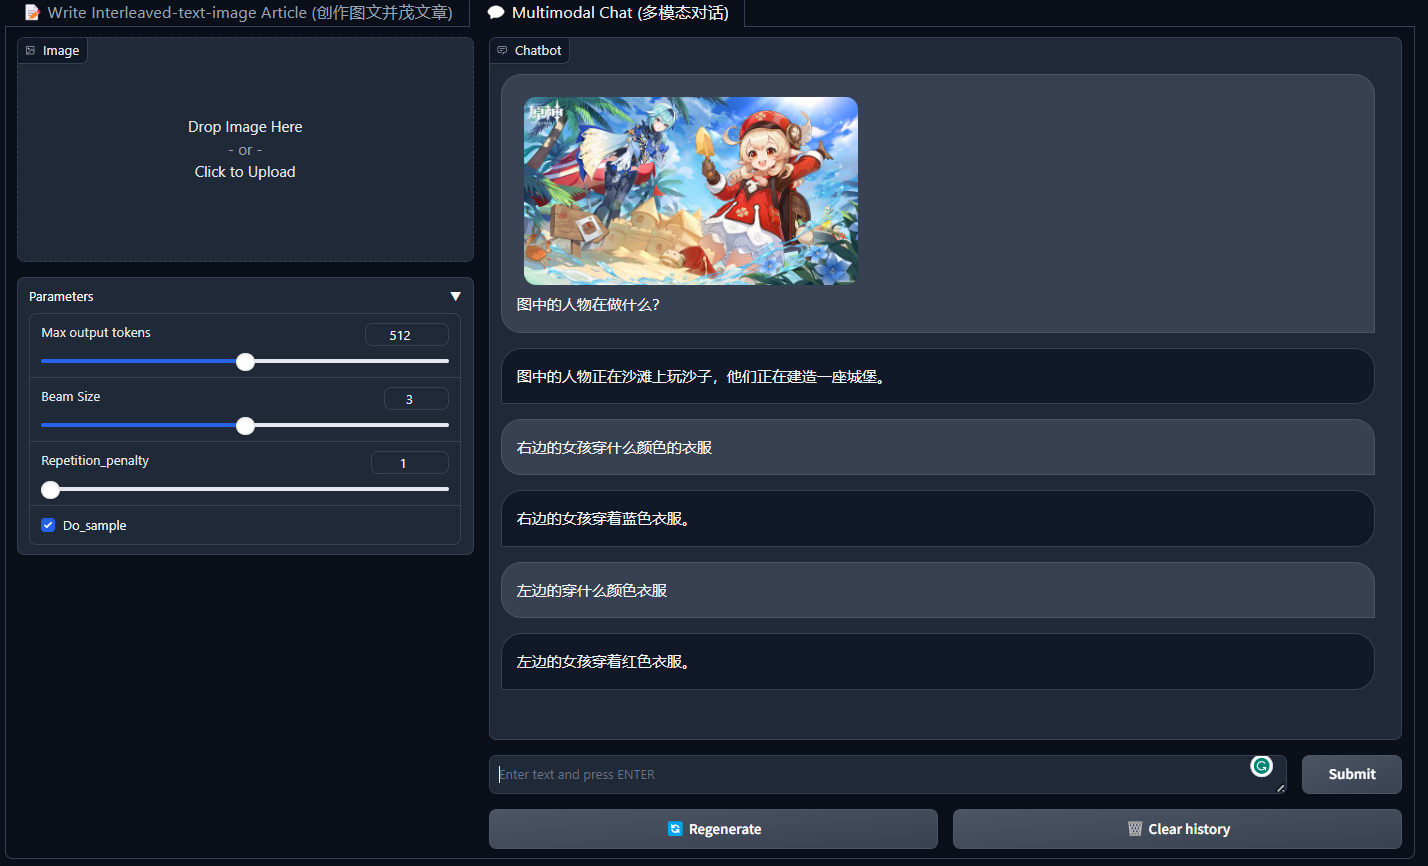 📝 Write Interleaved-text-image Article (创作图文并茂文章)
💬 Multimodal Chat (多模态对话)
Image
Drop Image Here
- or -
Click to Upload
Parameters
Max output tokens
512
Beam Size
3
Repetition_penalty
1
Do_sample
Chatbot
原神
图中的人物在做什么?
图中的人物正在沙滩上玩沙子，他们正在建造一座城堡。
右边的女孩穿什么颜色的衣服
右边的女孩穿着蓝色衣服。
左边的穿什么颜色衣服
左边的女孩穿着红色衣服。
Enter text and press ENTER
Submit
🔄 Regenerate
🗑️ Clear history